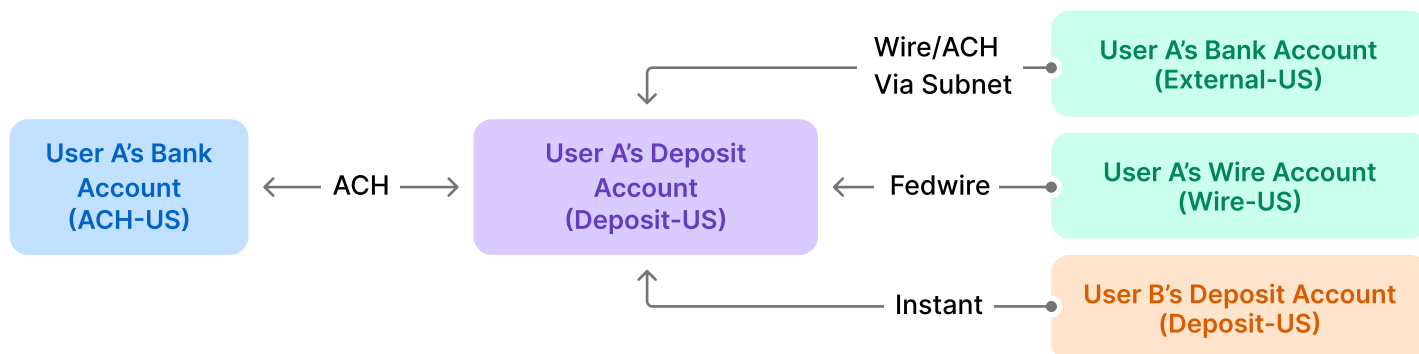 User A’s Bank
Account
(ACH-US)
ACH
User A’s Deposit
Account
(Deposit-US)
Wire/ACH
Via Subnet
User A’s Bank Account
(External-US)
Fedwire
User A’s Wire Account
(Wire-US)
Instant
User B’s Deposit Account
(Deposit-US)